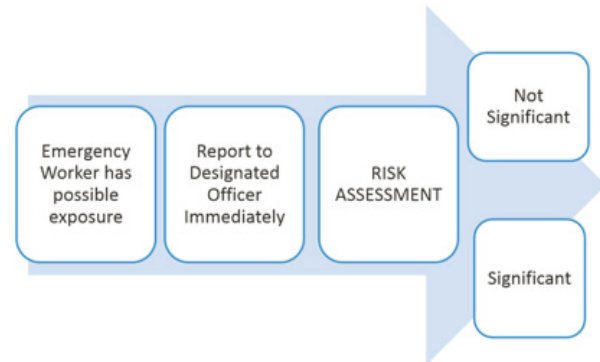 Emergency
Worker has
possible
exposure
Report to
Designated
Officer
Immediately
RISK
ASSESSMENT
Not
Significant
Significant